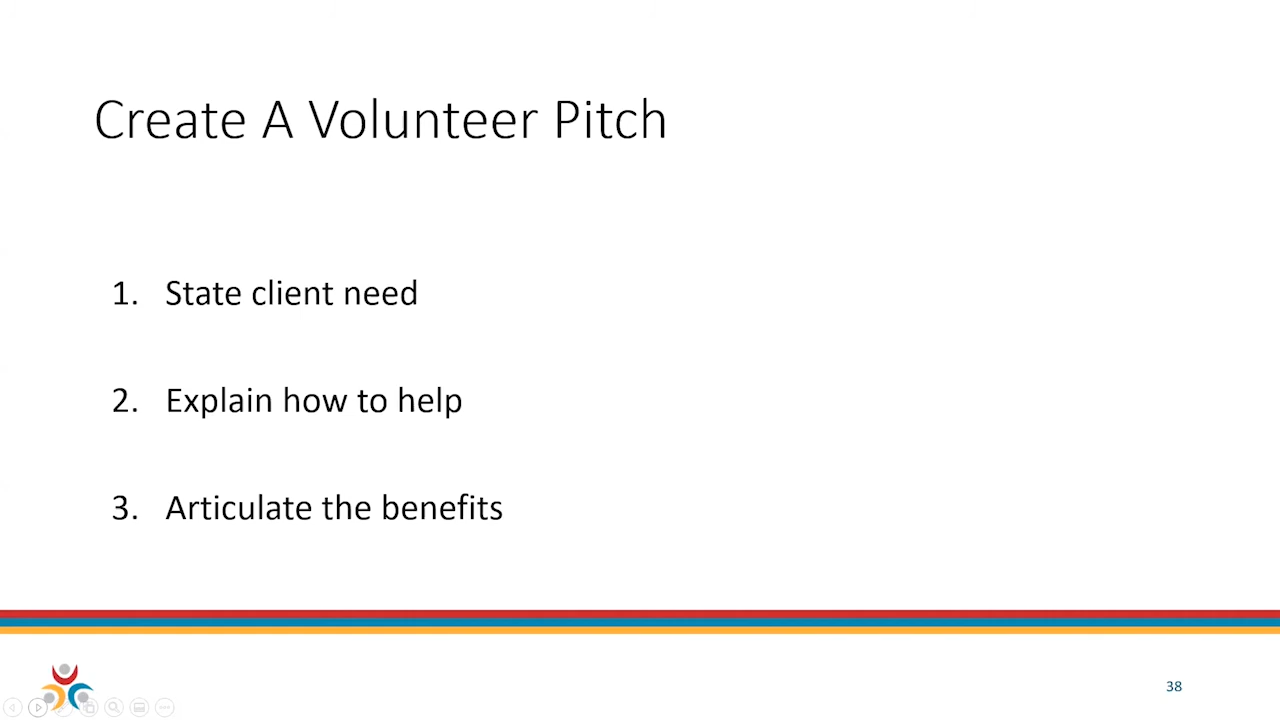 Create A Volunteer Pitch
1. State client need
2. Explain how to help
3. Articulate the benefits
38